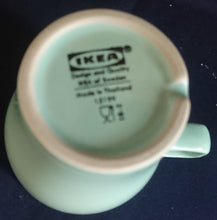 IKEA
Design and Quality
IKEA of Sweden
Made in Thailand